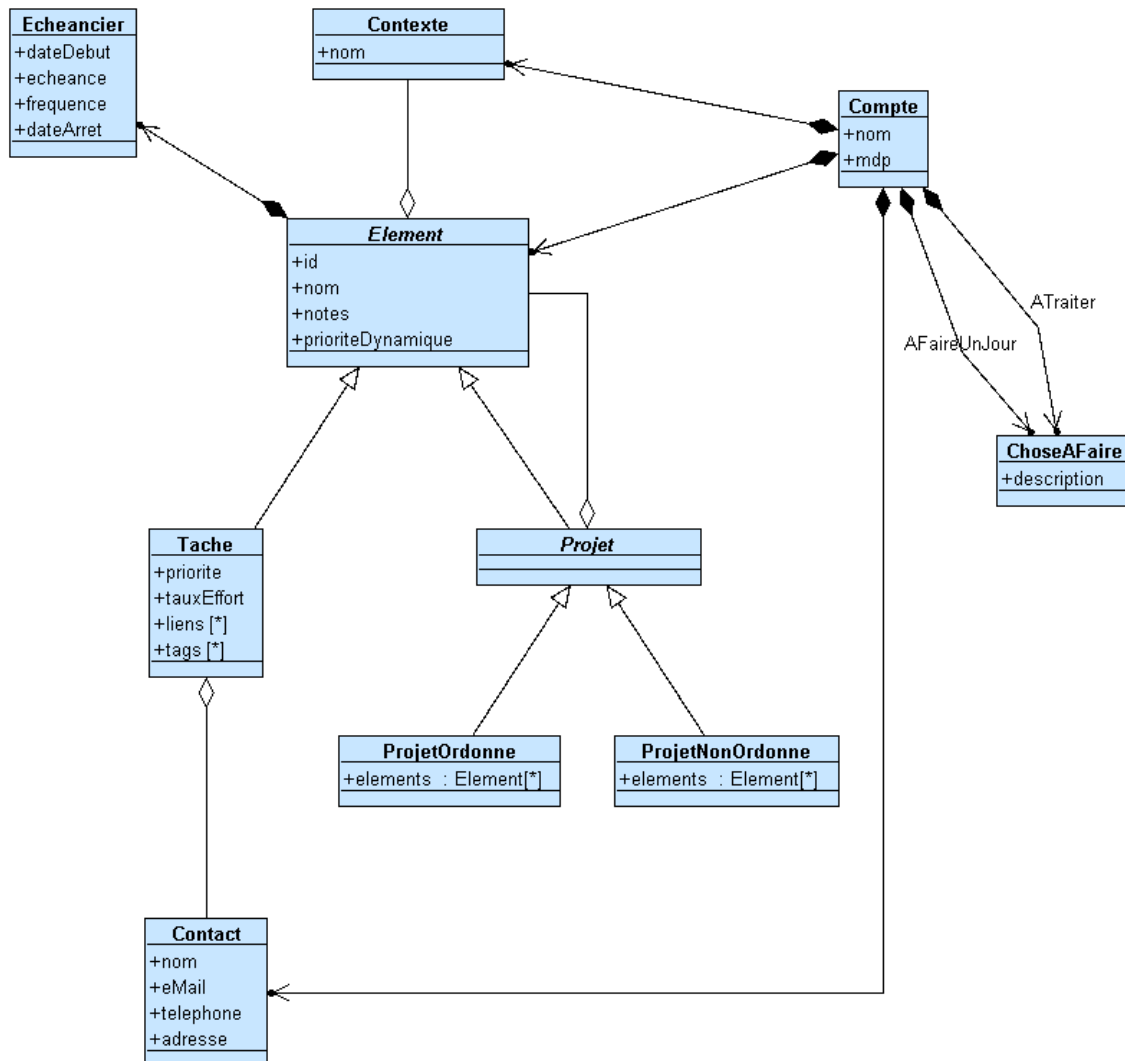 Echeancier
+dateDebut
+echeance
+frequence
+dateArret
Contexte
+nom
Compte
+nom
+mdp
Element
+id
+nom
+notes
+prioriteDynamique
ATraiter
AFaireUnJour
ChoseAFaire
+description
Tache
+priorite
+tauxEffort
+liens [*]
+tags [*]
Projet
ProjetOrdonne
+elements : Element[*]
ProjetNonOrdonne
+elements : Element[*]
Contact
+nom
+eMail
+telephone
+adresse